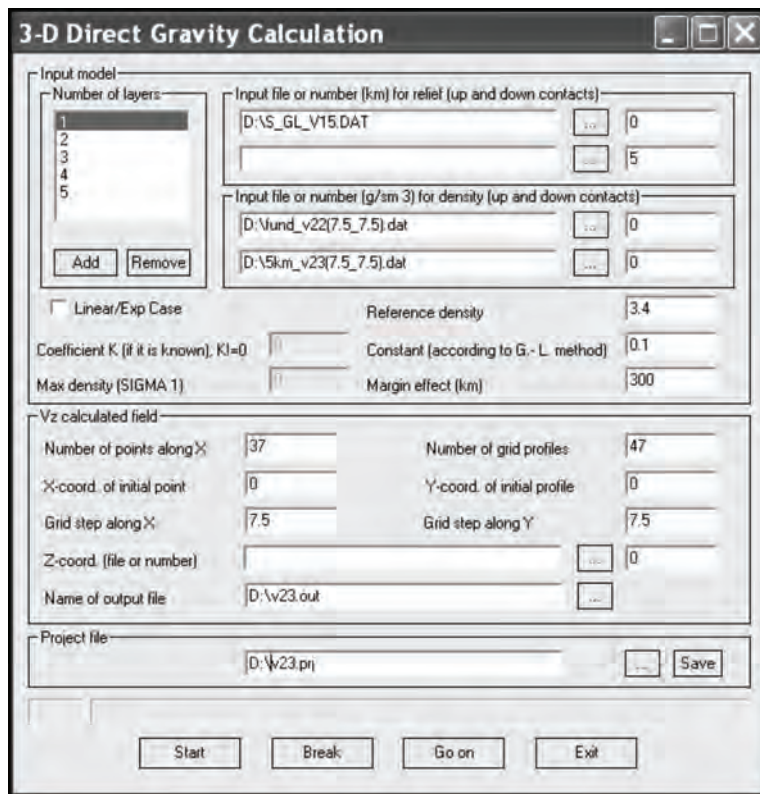 3-D Direct Gravity Calculation
Input model
Number of layers
1
2
3
4
5
Add Remove
Input file or number (km) for relief (up and down contacts)
D:\S_GL_V15.DAT ... 0
... 5
Input file or number (g/sm 3) for density (up and down contacts)
D:\fund_v22(7.5_7.5).dat ... 0
D:\5km_v23(7.5_7.5).dat ... 0
Linear/Exp Case Reference density 3.4
Coefficient K (if it is known), K!=0 0 Constant (according to G.- L. method) 0.1
Max density (SIGMA 1) 0 Margin effect (km) 300
Vz calculated field
Number of points along X 37 Number of grid profiles 47
X-coord. of initial point 0 Y-coord. of initial profile 0
Grid step along X 7.5 Grid step along Y 7.5
Z-coord. (file or number) ... 0
Name of output file D:\v23.out ...
Project file
D:\v23.prj ... Save
Start Break Go on Exit